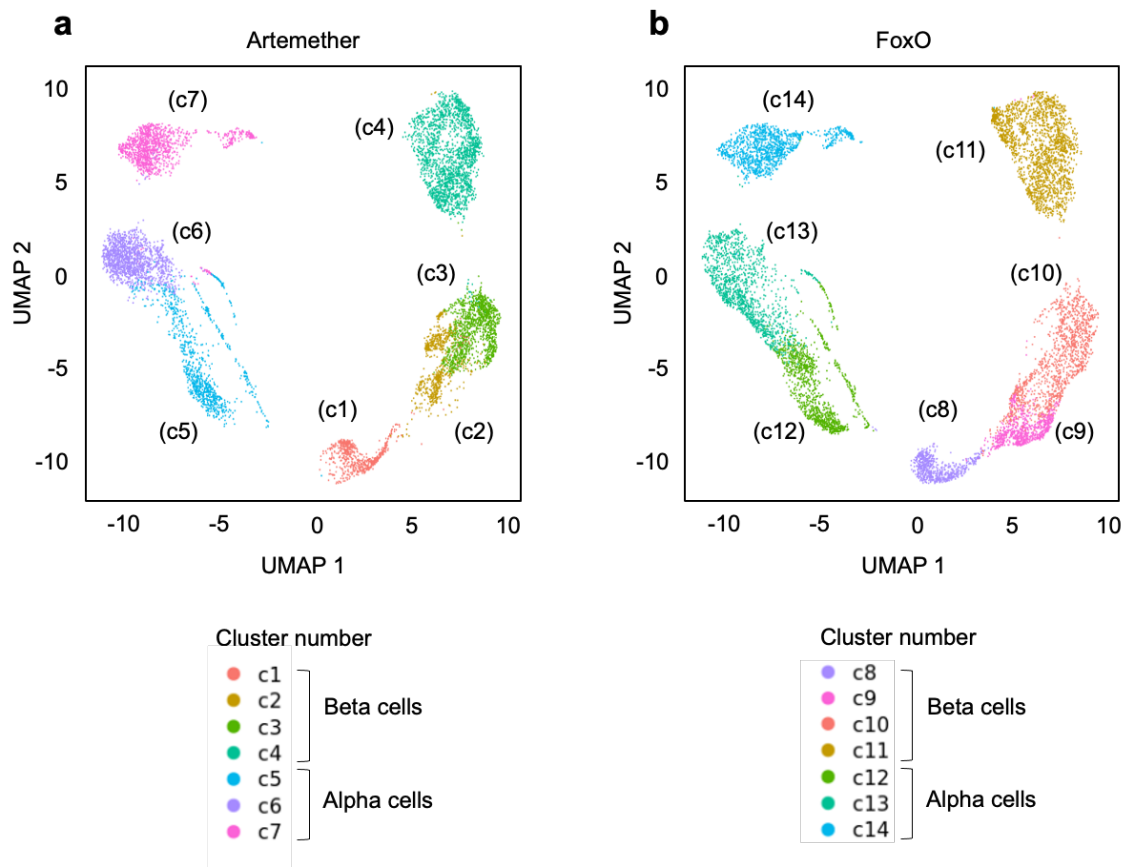 a
Artemether
(c7)
(c4)
(c6)
(c3)
(c1)
(c5)
(c2)
10
5
0
-5
-10
UMAP 2
-10
-5
0
5
10
UMAP 1
Cluster number
c1
c2
c3
c4
c5
c6
c7
Beta cells
Alpha cells
b
FoxO
(c14)
(c11)
(c13)
(c10)
(c8)
(c12)
(c9)
10
5
0
-5
-10
UMAP 2
-10
-5
0
5
10
UMAP 1
Cluster number
c8
c9
c10
c11
c12
c13
c14
Beta cells
Alpha cells